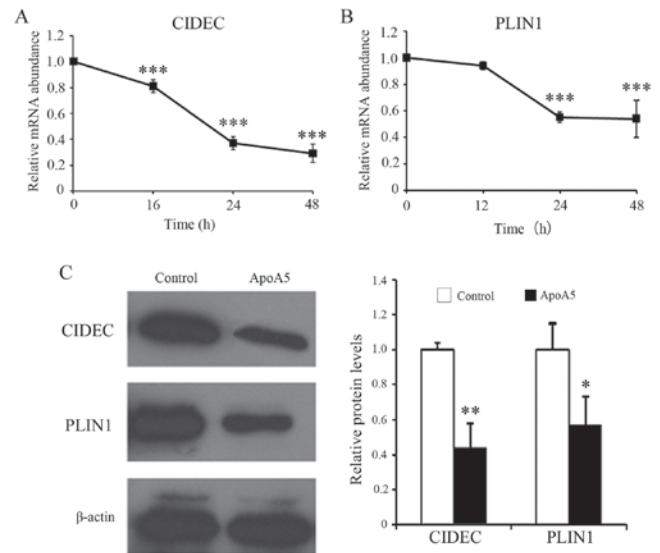 A
CIDEC
Relative mRNA abundance
1.2
1.0
0.8
0.6
0.4
0.2
0
***
***
***
0 16 24 48
Time (h)
B
PLIN1
Relative mRNA abundance
1.2
1.0
0.8
0.6
0.4
0.2
0
***
***
0 12 24 48
Time (h)
C
Control ApoA5
CIDEC
PLIN1
β-actin
Relative protein levels
1.4
1.2
1.0
0.8
0.6
0.4
0.2
0
Control ApoA5
**
*
CIDEC PLIN1